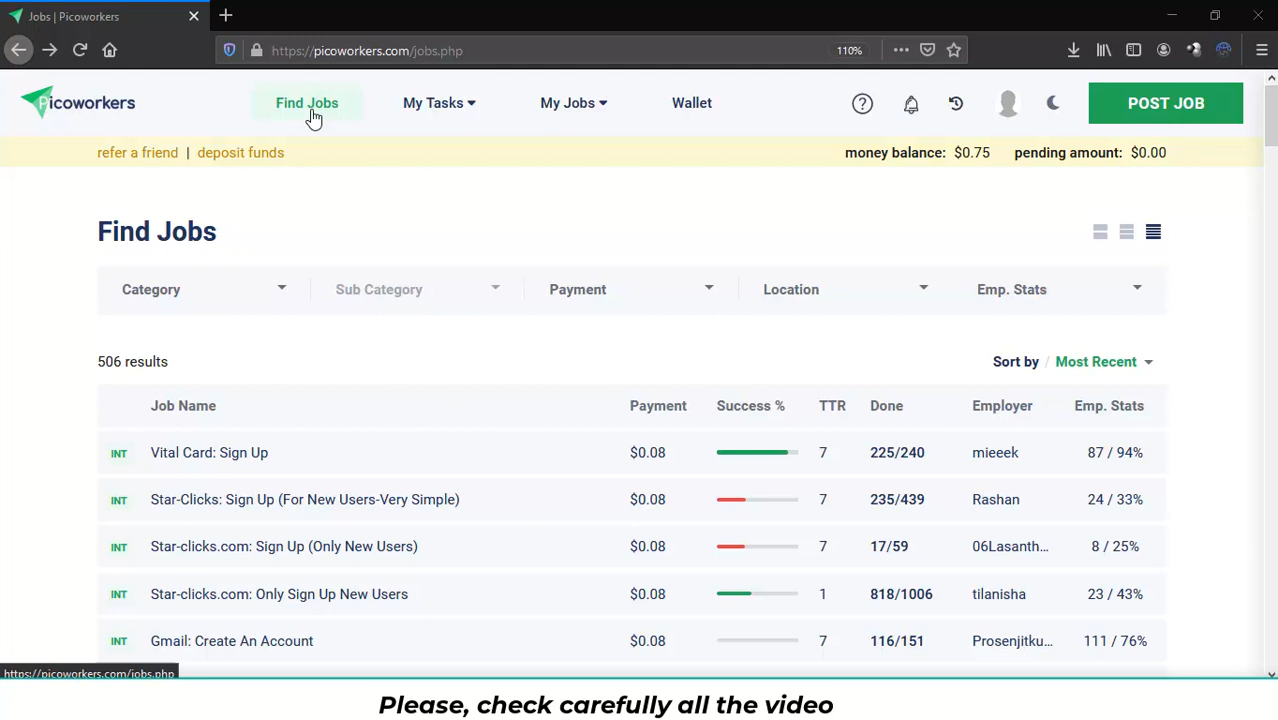 Jobs | Picoworkers
https://picoworkers.com/jobs.php
110%
Picoworkers
Find Jobs
My Tasks
My Jobs
Wallet
POST JOB
refer a friend | deposit funds
money balance: $0.75 pending amount: $0.00
Find Jobs
Category
Sub Category
Payment
Location
Emp. Stats
506 results
Sort by / Most Recent
Job Name Payment Success % TTR Done Employer Emp. Stats
INT Vital Card: Sign Up $0.08 7 225/240 mieeek 87 / 94%
INT Star-Clicks: Sign Up (For New Users-Very Simple) $0.08 7 235/439 Rashan 24 / 33%
INT Star-clicks.com: Sign Up (Only New Users) $0.08 7 17/59 06Lasanth... 8 / 25%
INT Star-clicks.com: Only Sign Up New Users $0.08 1 818/1006 tilanisha 23 / 43%
INT Gmail: Create An Account $0.08 7 116/151 Prosenjitku... 111 / 76%
https://picoworkers.com/jobs.php
Please, check carefully all the video